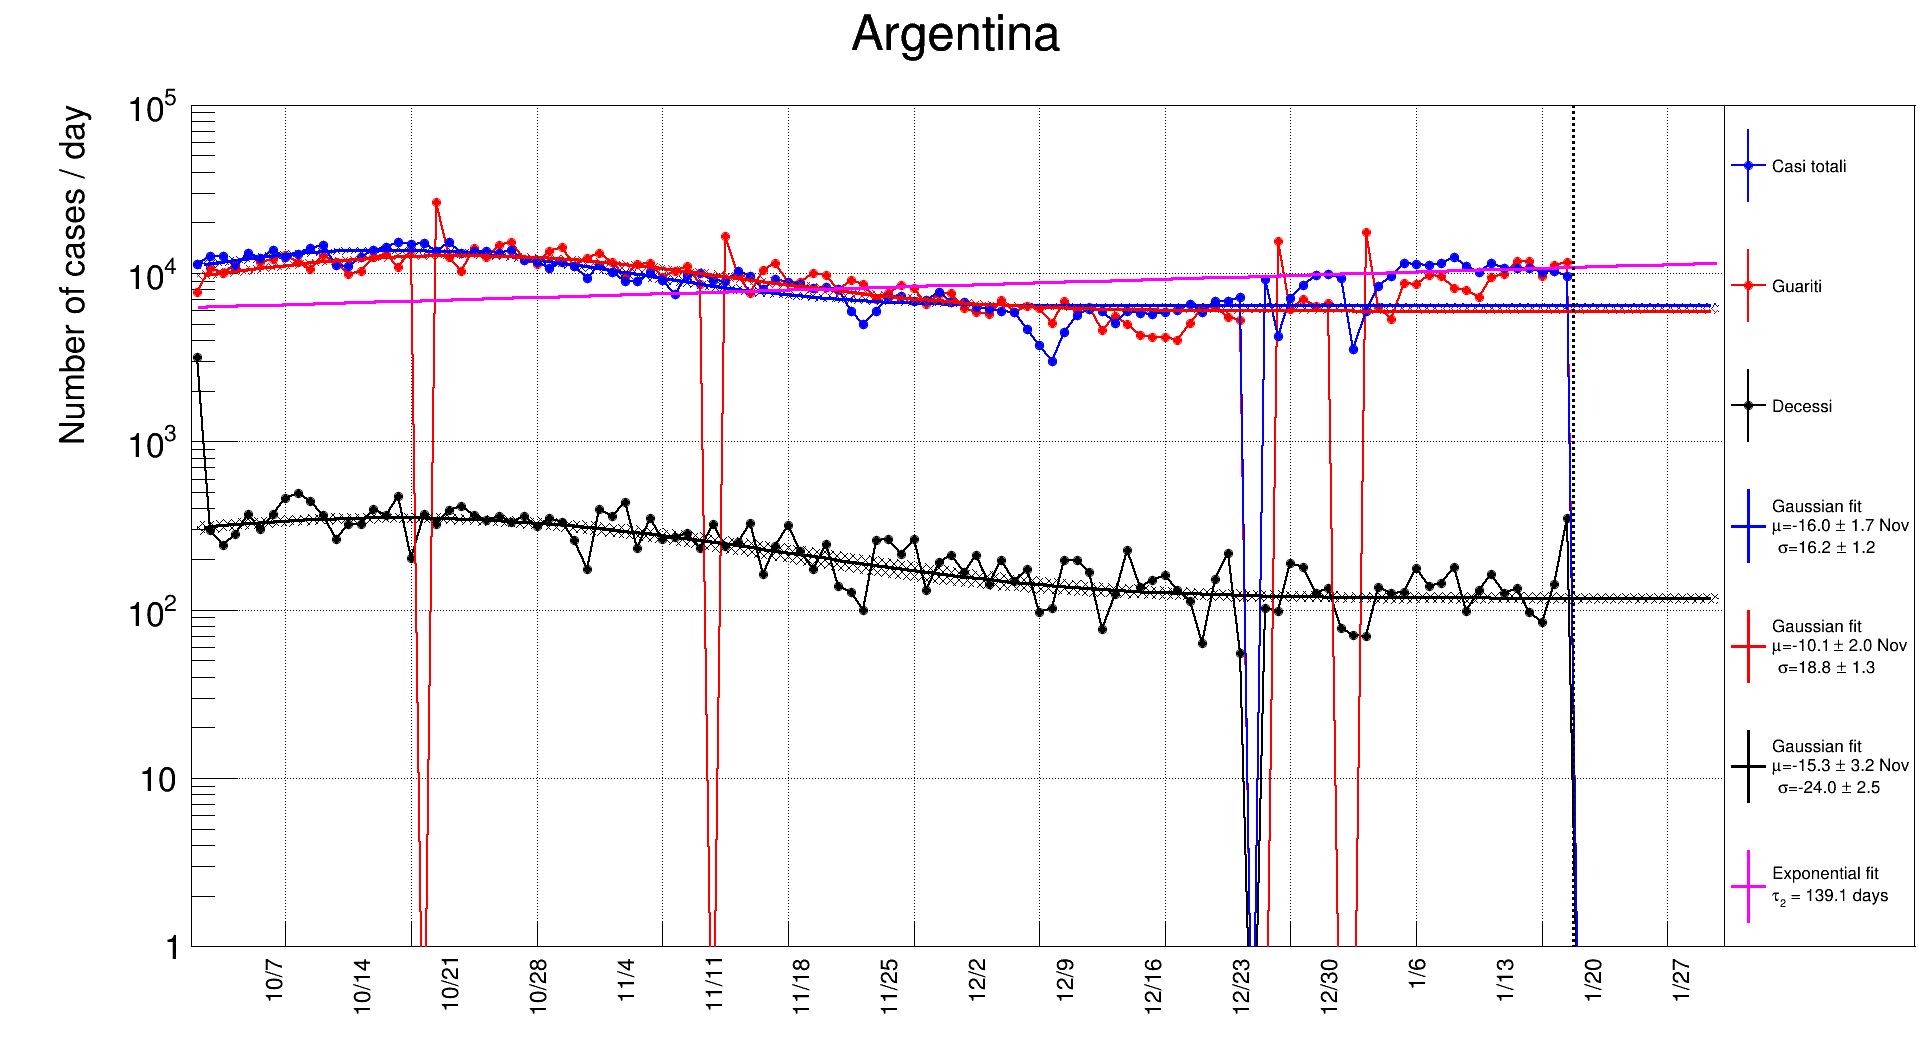 Argentina
Number of cases / day
10^5
10^4
10^3
10^2
10
1
10/7
10/14
10/21
10/28
11/4
11/11
11/18
11/25
12/2
12/9
12/16
12/23
12/30
1/6
1/13
1/20
1/27
Casi totali
Guariti
Decessi
Gaussian fit
μ=-16.0 ± 1.7 Nov
σ=16.2 ± 1.2
Gaussian fit
μ=-10.1 ± 2.0 Nov
σ=18.8 ± 1.3
Gaussian fit
μ=-15.3 ± 3.2 Nov
σ=-24.0 ± 2.5
Exponential fit
τ₂ = 139.1 days